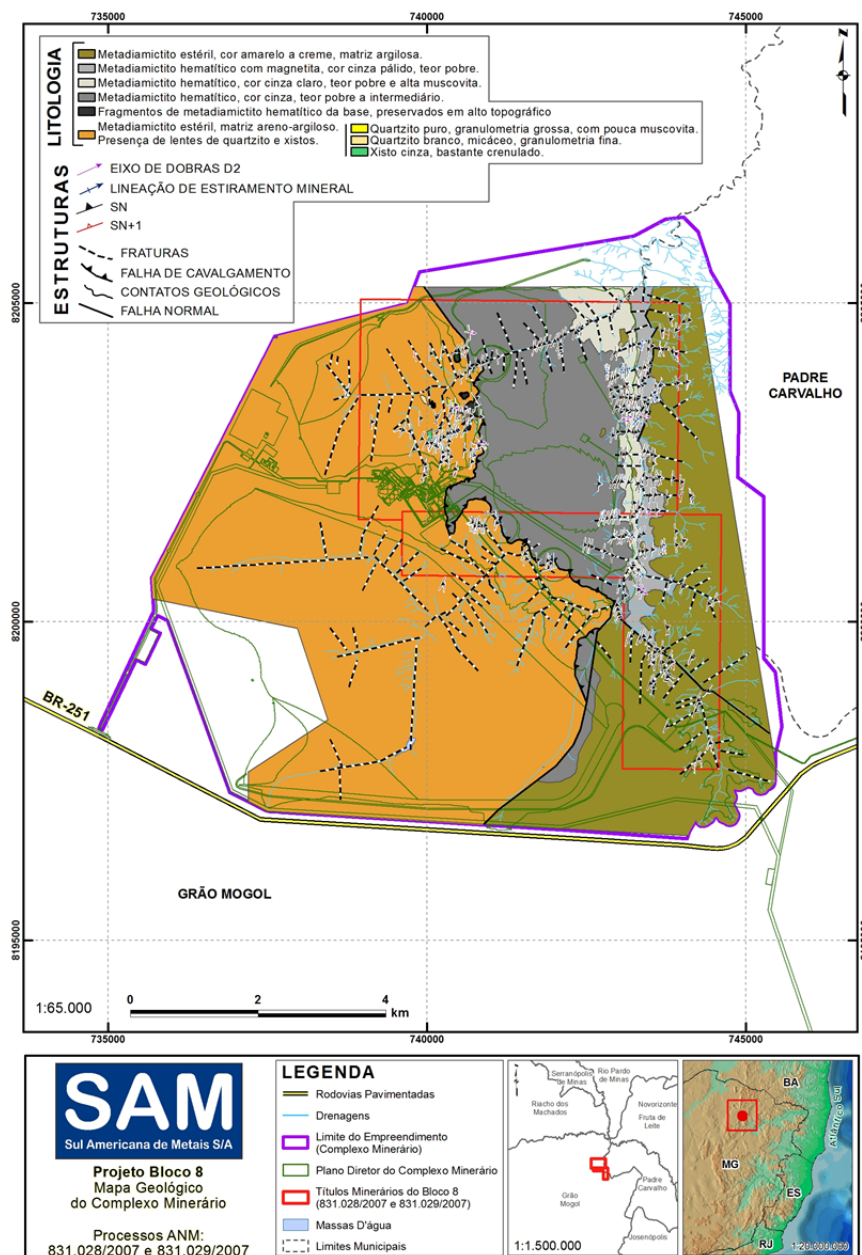 735000
740000
745000
LITOLOGIA
Metadiamictito estéril, cor amarelo a creme, matriz argilosa.
Metadiamictito hematítico com magnetita, cor cinza pálido, teor pobre.
Metadiamictito hematítico, cor cinza claro, teor pobre e alta muscovita.
Metadiamictito hematítico, cor cinza, teor pobre a intermediário.
Fragmentos de metadiamictito hematítico da base, preservados em alto topográfico
Metadiamictito estéril, matriz areno-argiloso.
Presença de lentes de quartzito e xistos.
Quartzito puro, granulometria grossa, com pouca muscovita.
Quartzito branco, micáceo, granulometria fina.
Xisto cinza, bastante crenulado.
ESTRUTURAS
EIXO DE DOBRAS D2
LINEAÇÃO DE ESTIRAMENTO MINERAL
SN
SN+1
FRATURAS
FALHA DE CAVALGAMENTO
CONTATOS GEOLÓGICOS
FALHA NORMAL
8205000
PADRE
CARVALHO
8200000
BR-251
GRÃO MOGOL
8195000
1:65.000
0
2
4
km
735000
740000
745000
SAM
Sul Americana de Metais S/A
Projeto Bloco 8
Mapa Geológico
do Complexo Minerário
Processos ANM:
831.028/2007 e 831.029/2007
LEGENDA
Rodovias Pavimentadas
Drenagens
Limite do Empreendimento
(Complexo Minerário)
Plano Diretor do Complexo Minerário
Títulos Minerários do Bloco 8
(831.028/2007 e 831.029/2007)
Massas D'água
Limites Municipais
Serranópolis
de Minas
Rio Pardo
de Minas
Riacho dos
Machados
Novorizonte
Fruta de
Leite
Grão
Mogol
Padre
Carvalho
Josenópolis
1:1.500.000
BA
MG
ES
RJ
Atlântico Sul
1:20.000.000